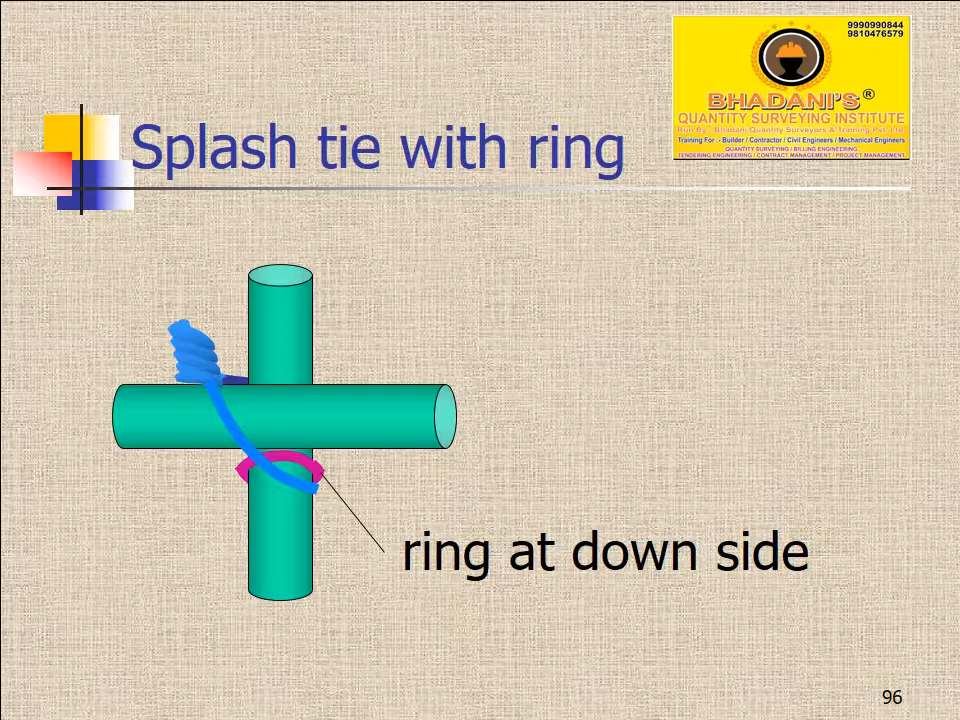 9990990844
9810476579
BHADANI'S ®
QUANTITY SURVEYING INSTITUTE
Run By : Bhadani Quantity Surveyors & Training Pvt. Ltd.
Training For :- Builder / Contractor / Civil Engineers / Mechanical Engineers
QUANTITY SURVEYING | BILLING ENGINEERING
TENDERING ENGINEERING / CONTRACT MANAGEMENT / PROJECT MANAGEMENT
Splash tie with ring
ring at down side
96